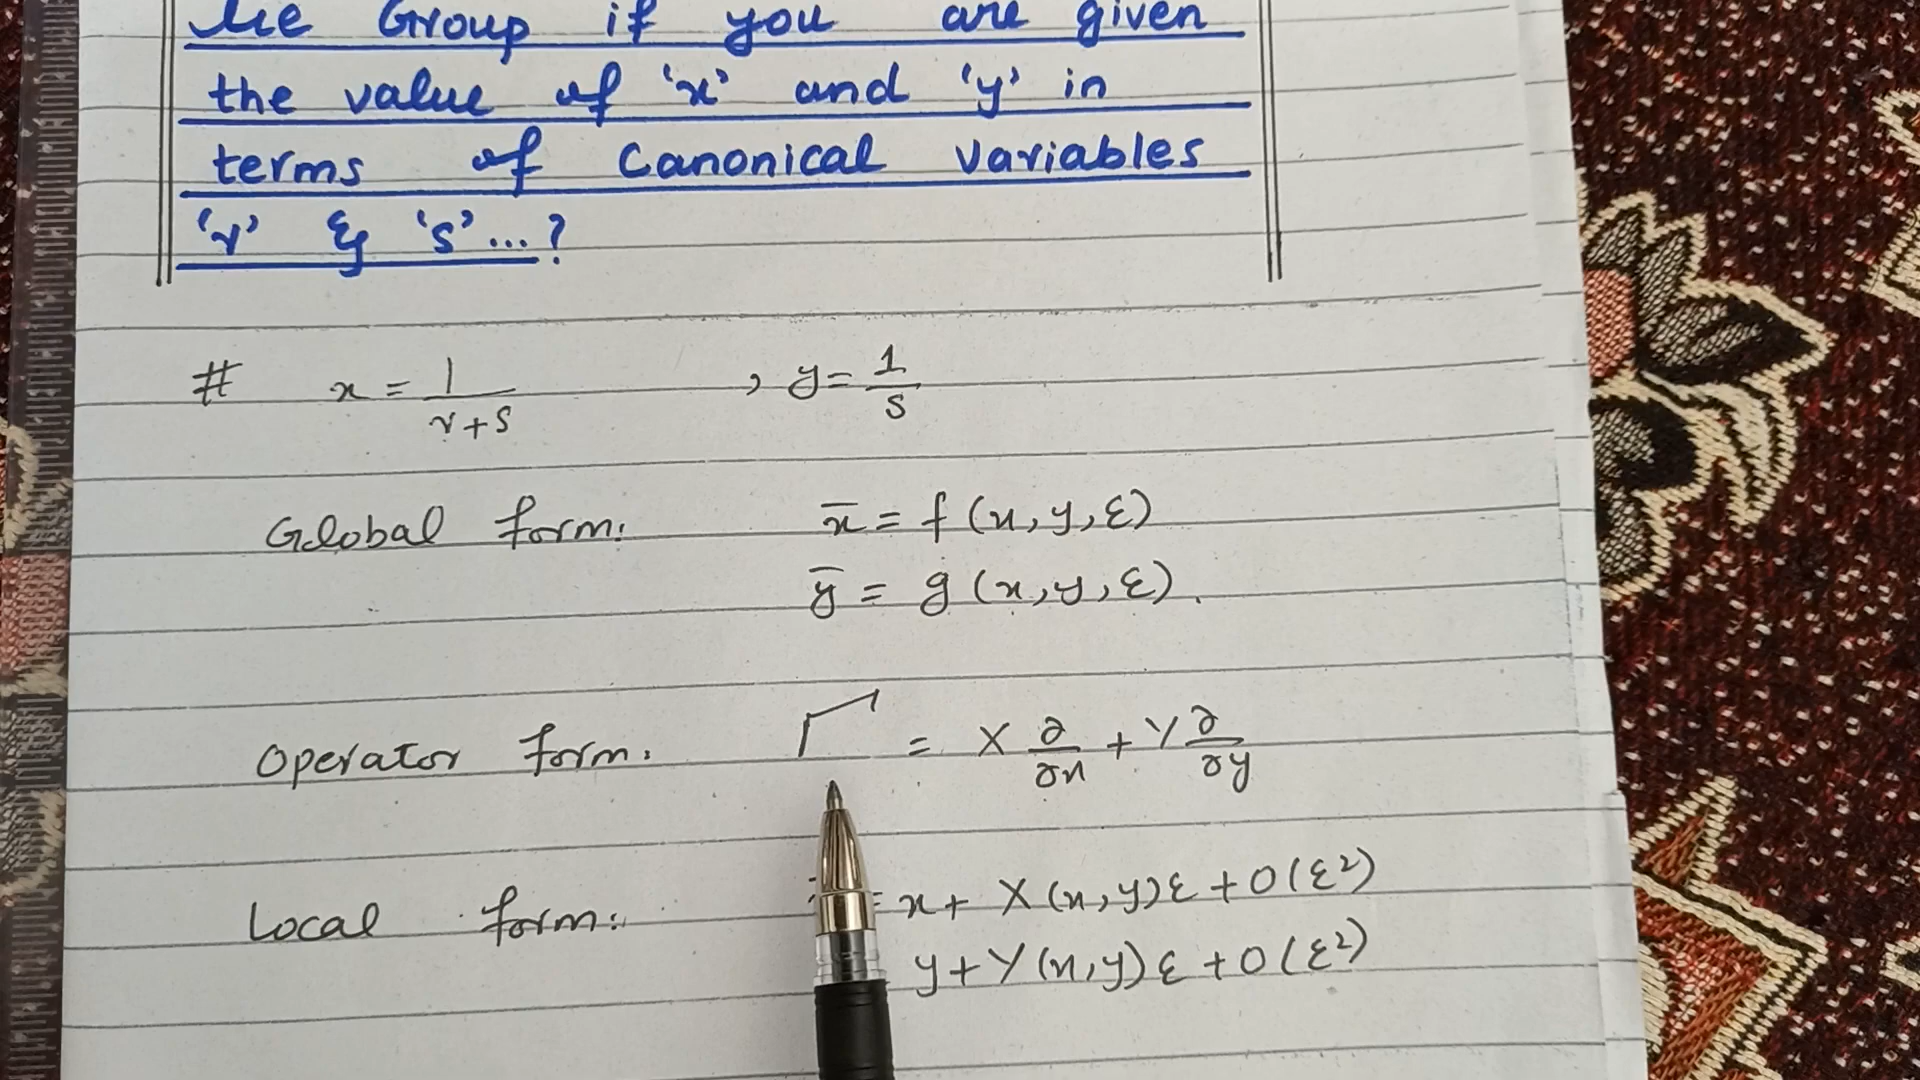 Lie Group if you are given
the value of 'x' and 'y' in
terms of Canonical Variables
'r' & 's'...?
# x = 1/(r+s) , y = 1/s
Global form: x̄ = f(x,y,ε)
ȳ = g(x,y,ε).
Operator form: Γ = X ∂/∂x + Y ∂/∂y
Local form: = x + X(x,y)ε + O(ε²)
y + Y(x,y)ε + O(ε²)